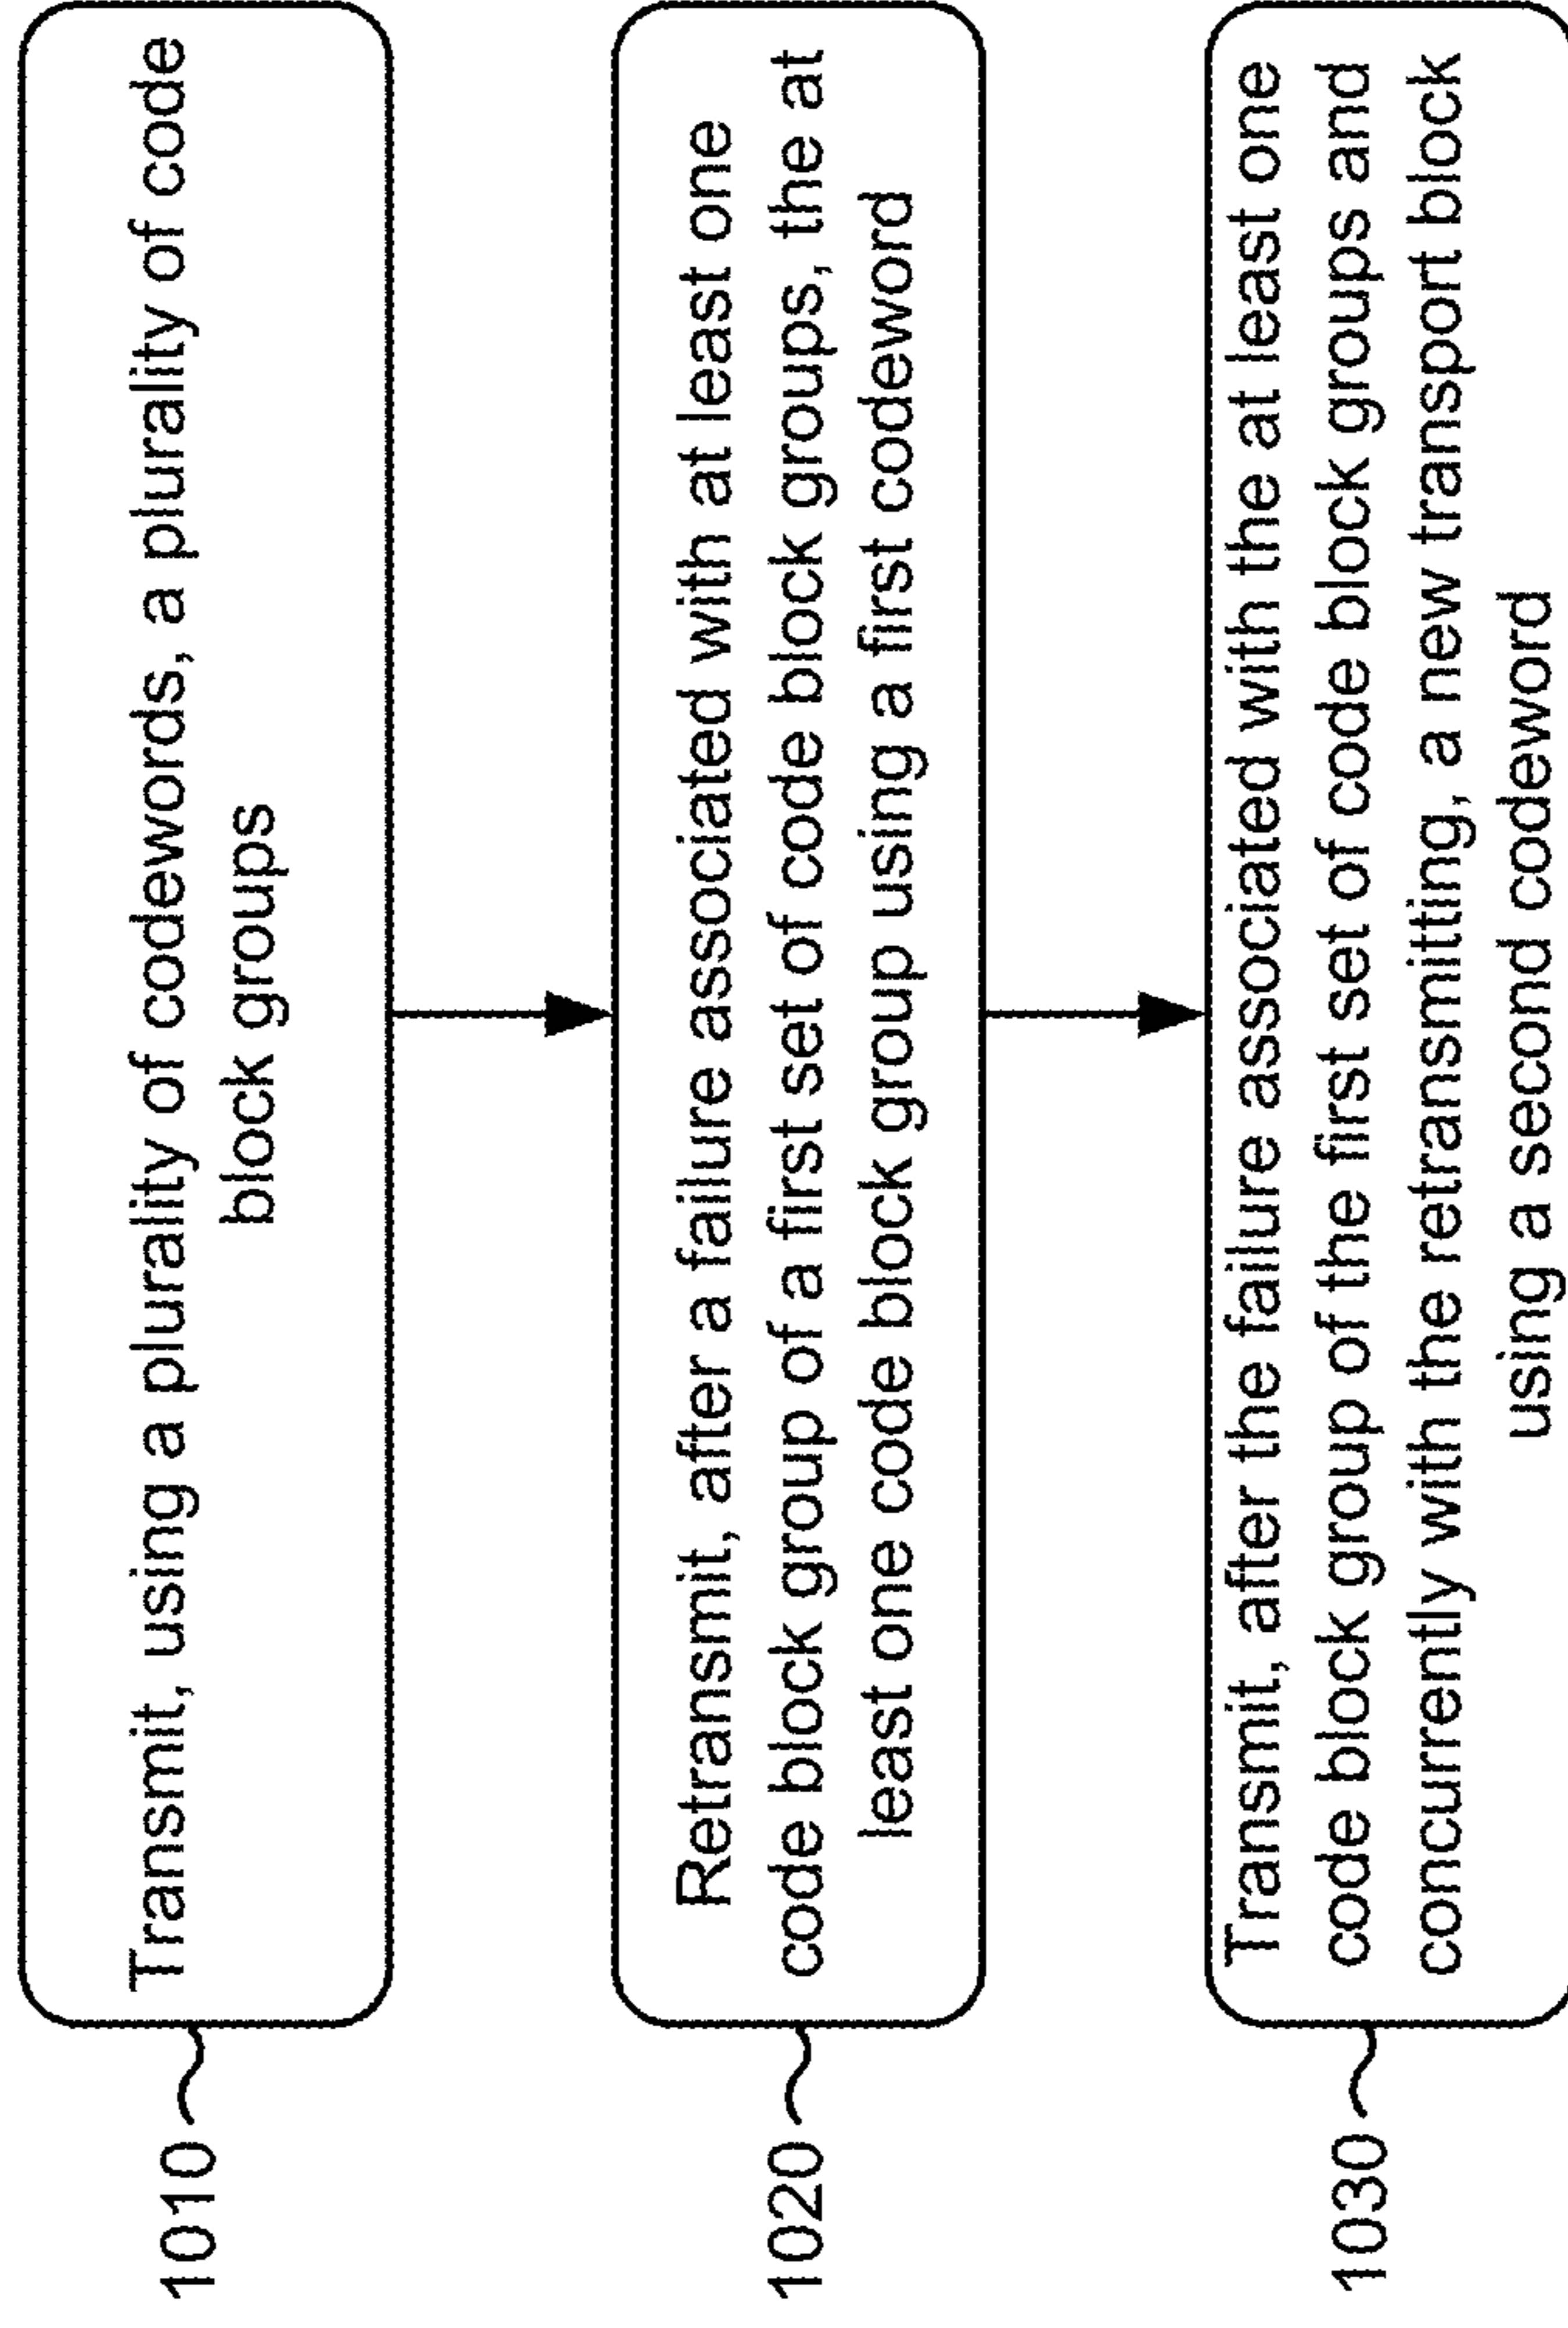 1010
Transmit, using a plurality of codewords, a plurality of code
block groups
1020
Retransmit, after a failure associated with at least one
code block group of a first set of code block groups, the at
least one code block group using a first codeword
1030
Transmit, after the failure associated with the at least one
code block group of the first set of code block groups and
concurrently with the retransmitting, a new transport block
using a second codeword